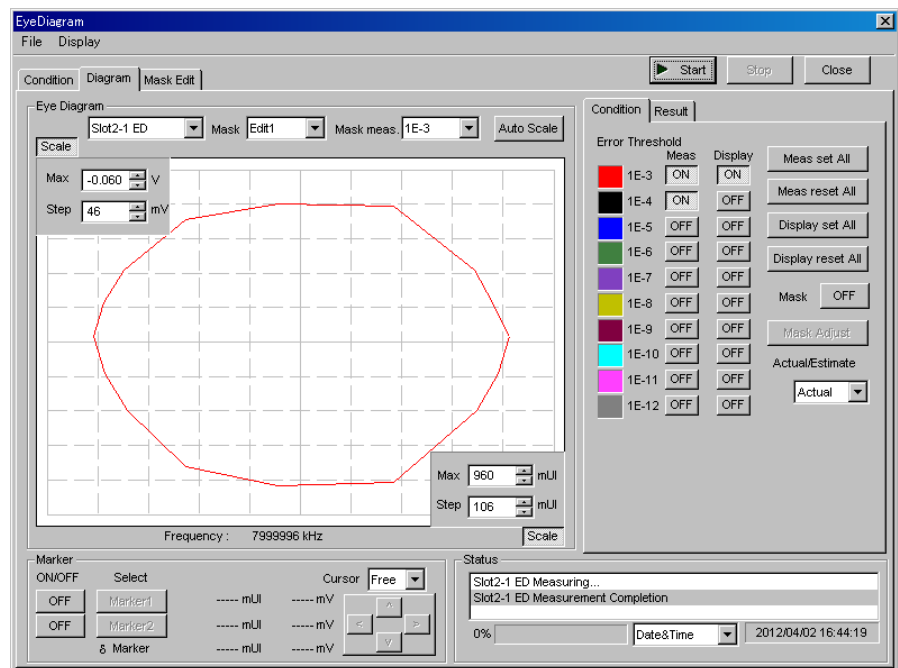 EyeDiagram
File Display
Start Stop Close
Condition Diagram Mask Edit
Eye Diagram
Slot2-1 ED Mask Edit1 Mask meas. 1E-3 Auto Scale
Scale
Max -0.060 V
Step 46 mV
Max 960 mUI
Step 106 mUI
Frequency : 7999996 kHz Scale
Condition Result
Error Threshold
Meas Display
1E-3 ON ON
1E-4 ON OFF
1E-5 OFF OFF
1E-6 OFF OFF
1E-7 OFF OFF
1E-8 OFF OFF
1E-9 OFF OFF
1E-10 OFF OFF
1E-11 OFF OFF
1E-12 OFF OFF
Meas set All
Meas reset All
Display set All
Display reset All
Mask OFF
Mask Adjust
Actual/Estimate
Actual
Marker
ON/OFF Select Cursor Free
OFF Marker1 ----- mUI ----- mV
OFF Marker2 ----- mUI ----- mV
δ Marker ----- mUI ----- mV
^
< >
v
Status
Slot2-1 ED Measuring...
Slot2-1 ED Measurement Completion
0% Date&Time 2012/04/02 16:44:19